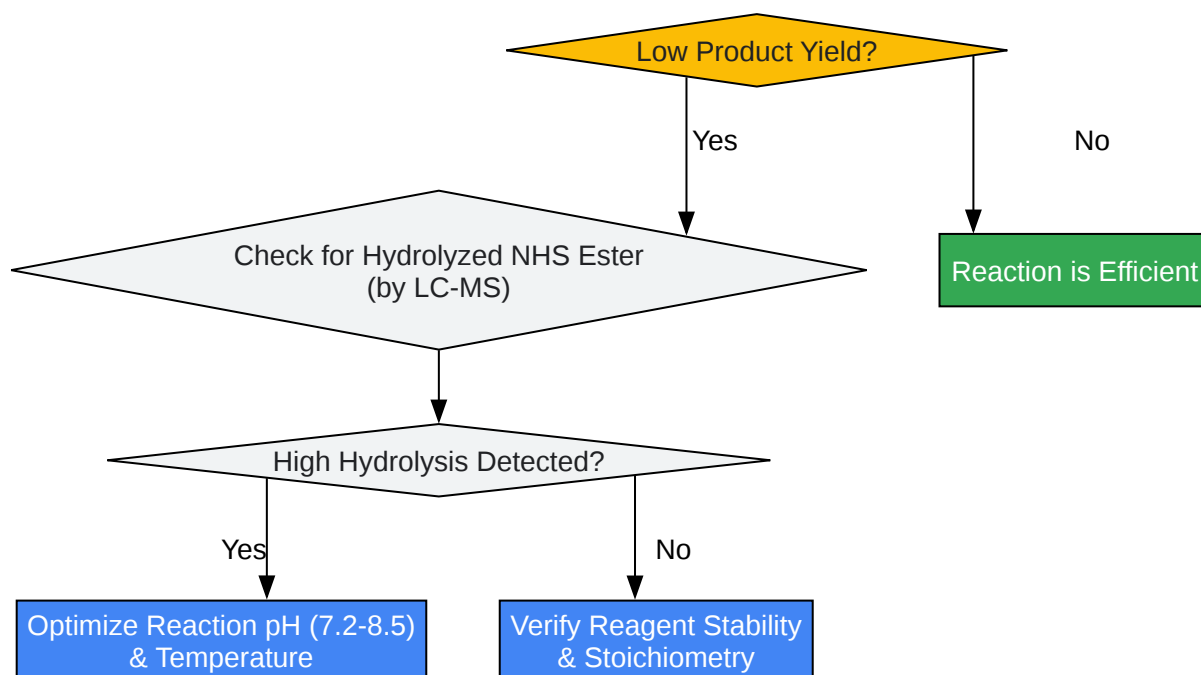 Low Product Yield?
Yes
No
Check for Hydrolyzed NHS Ester
(by LC-MS)
Reaction is Efficient
High Hydrolysis Detected?
Yes
No
Optimize Reaction pH (7.2-8.5)
& Temperature
Verify Reagent Stability
& Stoichiometry